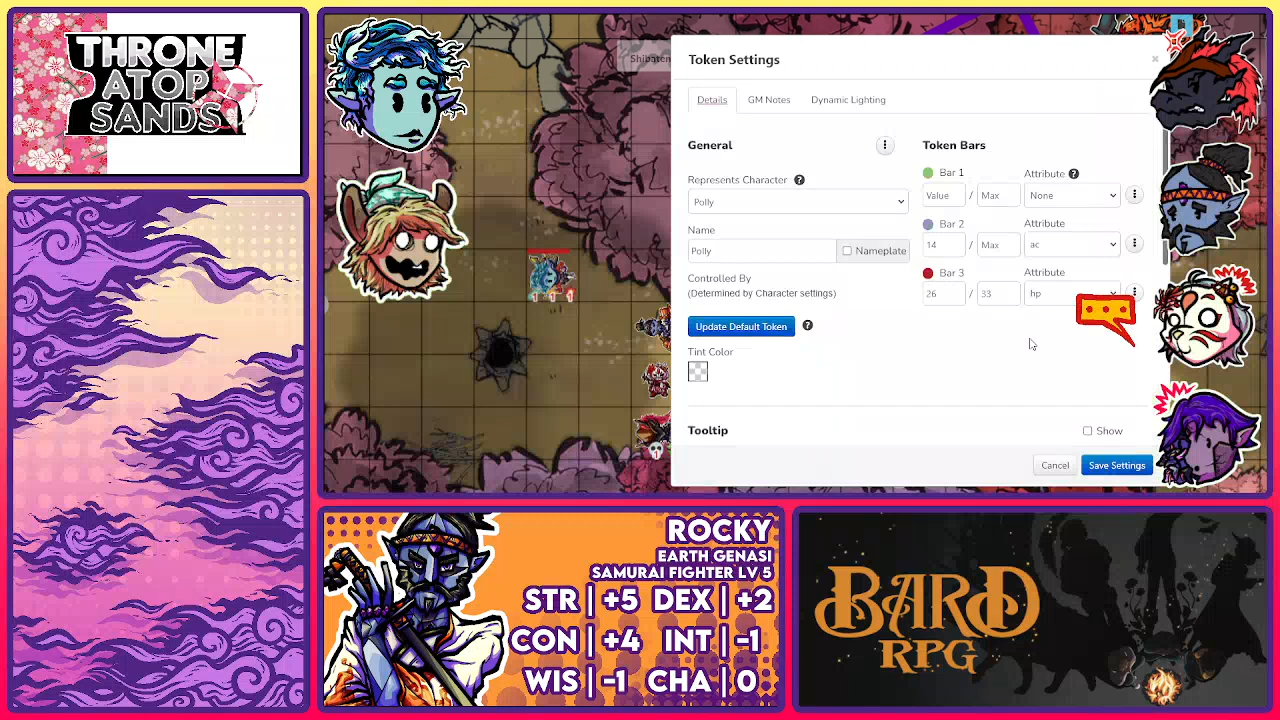 THRONE
ATOP
SANDS
Shibaten
Token Settings
Details
GM Notes
Dynamic Lighting
General
Represents Character
Polly
Name
Polly
Nameplate
Controlled By
(Determined by Character settings)
Update Default Token
Tint Color
Token Bars
Bar 1
Attribute
Value / Max
None
Bar 2
Attribute
14 / Max
ac
Bar 3
Attribute
26 / 33
hp
Tooltip
Show
Cancel
Save Settings
1 1 1
ROCKY
EARTH GENASI
SAMURAI FIGHTER LV 5
STR | +5 DEX | +2
CON | +4 INT | -1
WIS | -1 CHA | 0
BARD
RPG